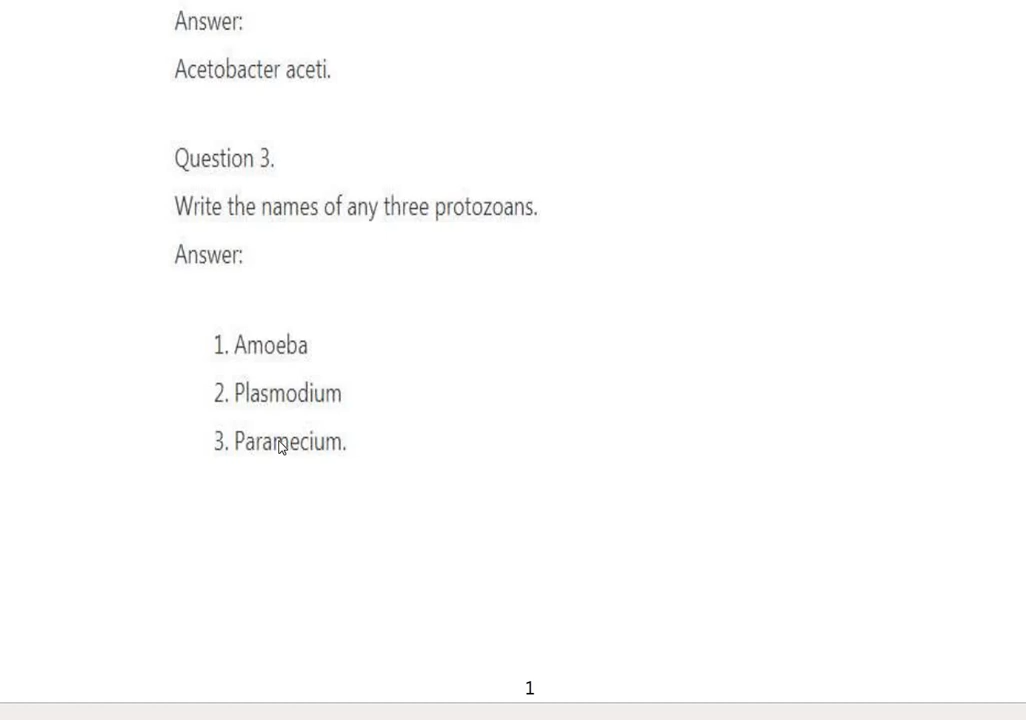 Answer:
Acetobacter aceti.
Question 3.
Write the names of any three protozoans.
Answer:
1. Amoeba
2. Plasmodium
3. Paramecium.
1